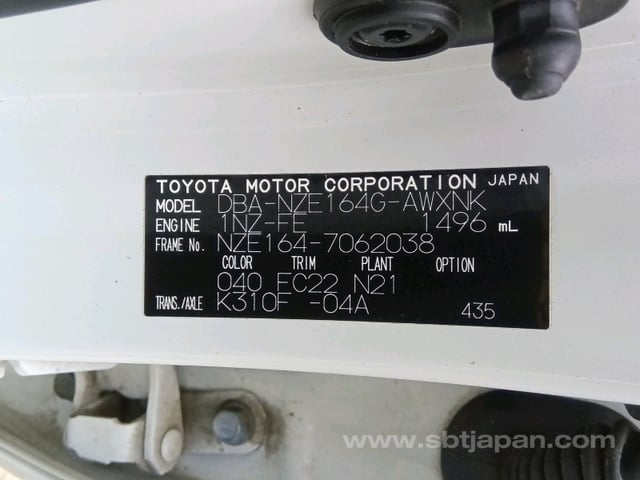 TOYOTA MOTOR CORPORATION JAPAN
MODEL DBA-NZE164G-AWXNK
ENGINE 1NZ-FE 1496 mL
FRAME No. NZE164-7062038
COLOR TRIM PLANT OPTION
040 EC22 N21
TRANS./AXLE K310F -04A 435
www.sbtjapan.com